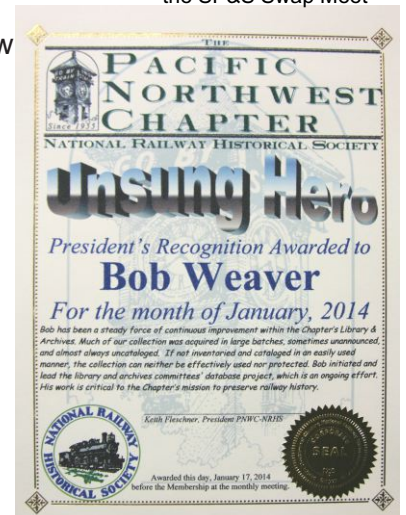 the SP&S Swap Meet
w
THE
PACIFIC
NORTHWEST
CHAPTER
Since 1955
NATIONAL RAILWAY HISTORICAL SOCIETY
Unsung Hero
President's Recognition Awarded to
Bob Weaver
For the month of January, 2014
Bob has been a steady force of continuous improvement within the Chapter's Library &
Archives. Much of our collection was acquired in large batches, sometimes unannounced,
and almost always uncataloged. If not inventoried and cataloged in an easily used
manner, the collection can neither be effectively used nor protected. Bob initiated and
lead the library and archives committees' database project, which is an ongoing effort.
His work is critical to the Chapter's mission to preserve railway history.
Keith Fleschner, President PNWC-NRHS
NATIONAL RAILWAY
HISTORICAL SOCIETY
SEAL
Awarded this day, January 17, 2014
before the Membership at the monthly meeting.